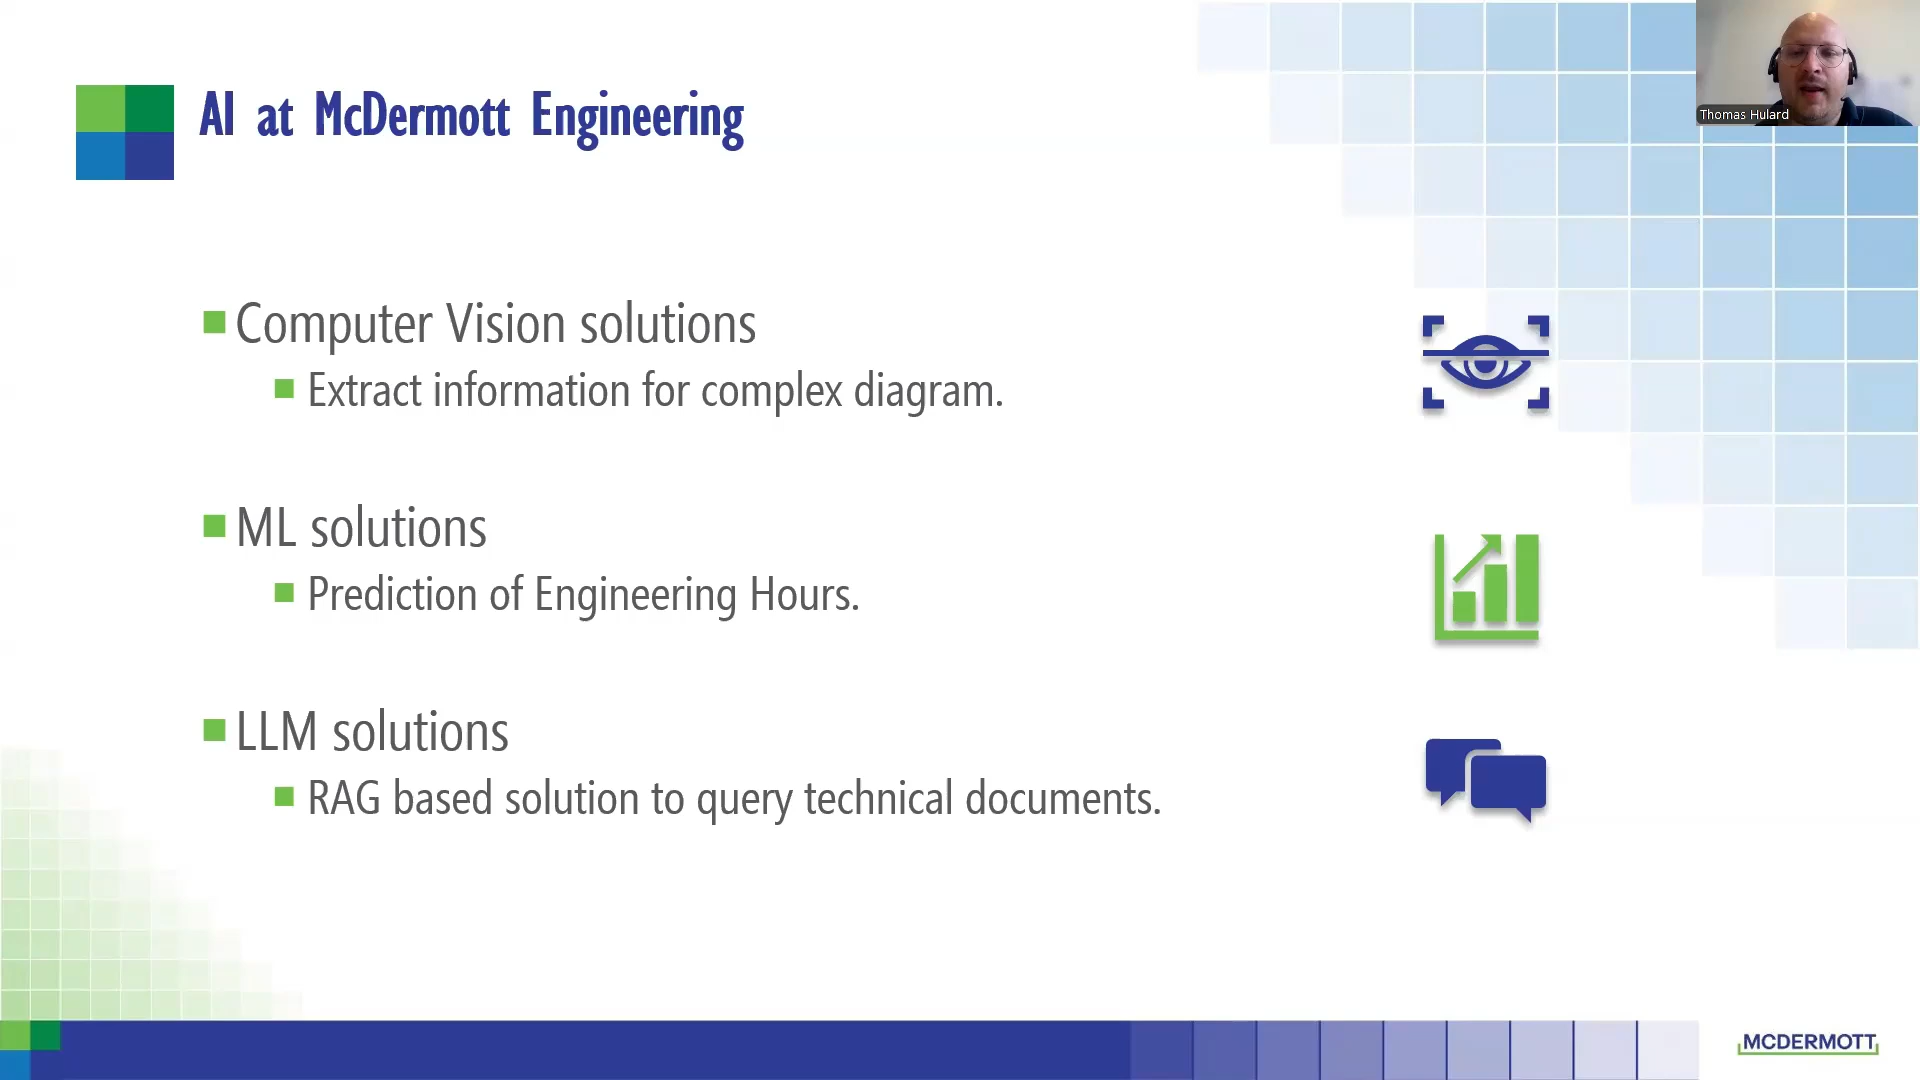 AI at McDermott Engineering
Thomas Hulard
Computer Vision solutions
Extract information for complex diagram.
ML solutions
Prediction of Engineering Hours.
LLM solutions
RAG based solution to query technical documents.
MCDERMOTT